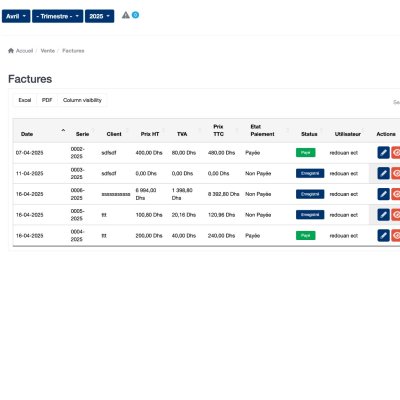 Avril - Trimestre - 2025 0
Accueil / Vente / Factures
Factures
Excel PDF Column visibility
Se
Date Serie Client Prix HT TVA Prix TTC Etat Paiement Status Utilisateur Actions
07-04-2025 0002-2025 sdfsdf 400,00 Dhs 80,00 Dhs 480,00 Dhs Payée Payé redouan ect
11-04-2025 0003-2025 sdfsdf 0,00 Dhs 0,00 Dhs 0,00 Dhs Non Payée Enregistré redouan ect
16-04-2025 0006-2025 sssssssssss 6 994,00 Dhs 1 398,80 Dhs 8 392,80 Dhs Non Payée Enregistré redouan ect
16-04-2025 0005-2025 ttt 100,80 Dhs 20,16 Dhs 120,96 Dhs Non Payée Enregistré redouan ect
16-04-2025 0004-2025 ttt 200,00 Dhs 40,00 Dhs 240,00 Dhs Payée Payé redouan ect